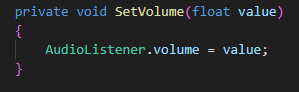 private void SetVolume(float value)
{
    AudioListener.volume = value;
}